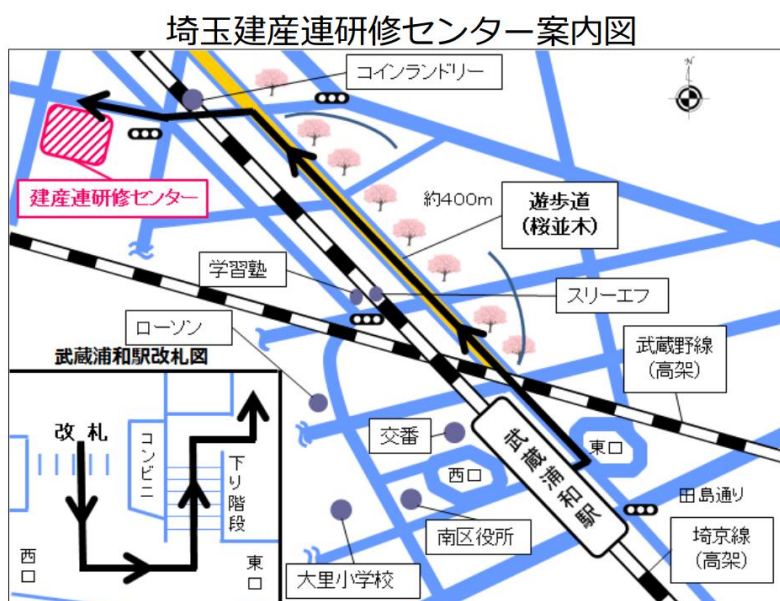 埼玉建産連研修センター案内図
コインランドリー
N
建産連研修センター
約400m
遊歩道
(桜並木)
学習塾
スリーエフ
ローソン
武蔵浦和駅改札図
武蔵野線
(高架)
改札
コンビニ
下り階段
西口
東口
交番
西口
武蔵浦和駅
東口
田島通り
南区役所
大里小学校
埼京線
(高架)